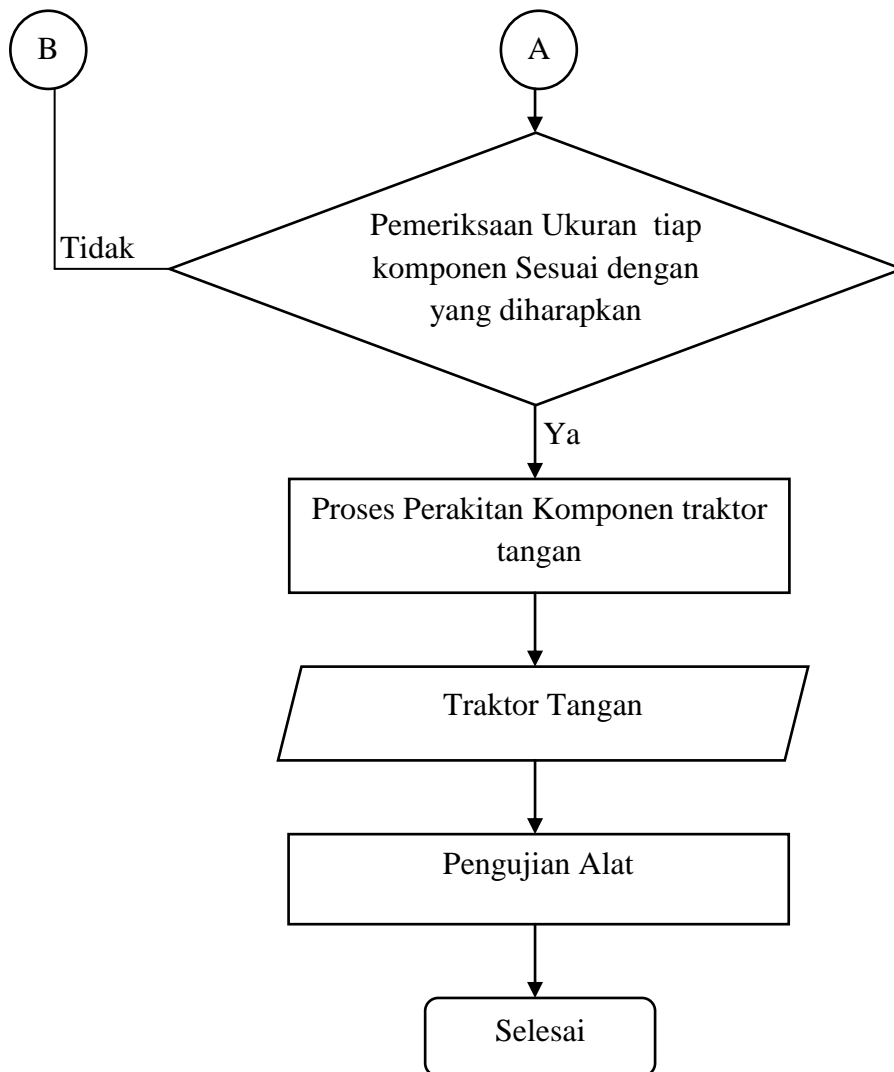 B
A
Pemeriksaan Ukuran tiap
komponen Sesuai dengan
yang diharapkan
Tidak
Ya
Proses Perakitan Komponen traktor
tangan
Traktor Tangan
Pengujian Alat
Selesai